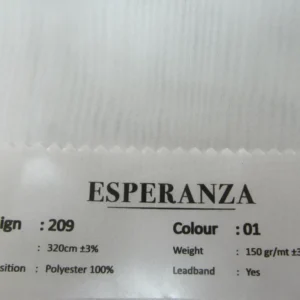 ESPERANZA
ign : 209 Colour : 01
: 320cm ±3% Weight : 150 gr/mt ±3
sition : Polyester 100% Leadband : Yes